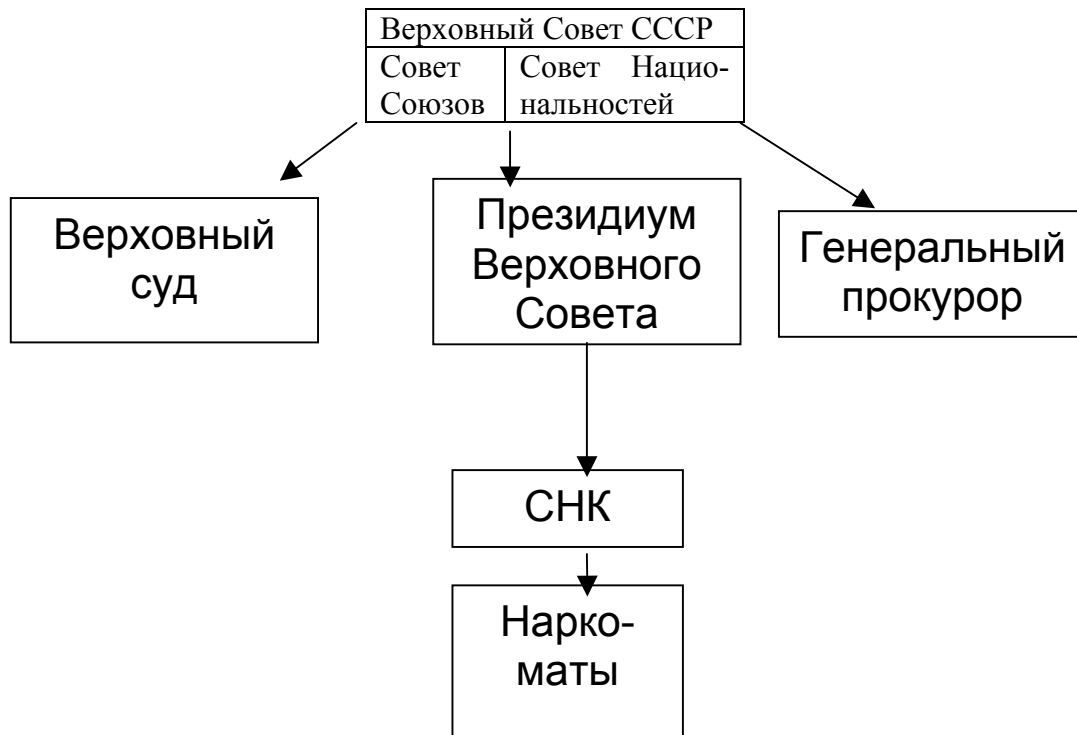 Верховный Совет СССР
Совет
Союзов
Совет Нацио-
нальностей
Верховный
суд
Президиум
Верховного
Совета
Генеральный
прокурор
СНК
Нарко-
маты